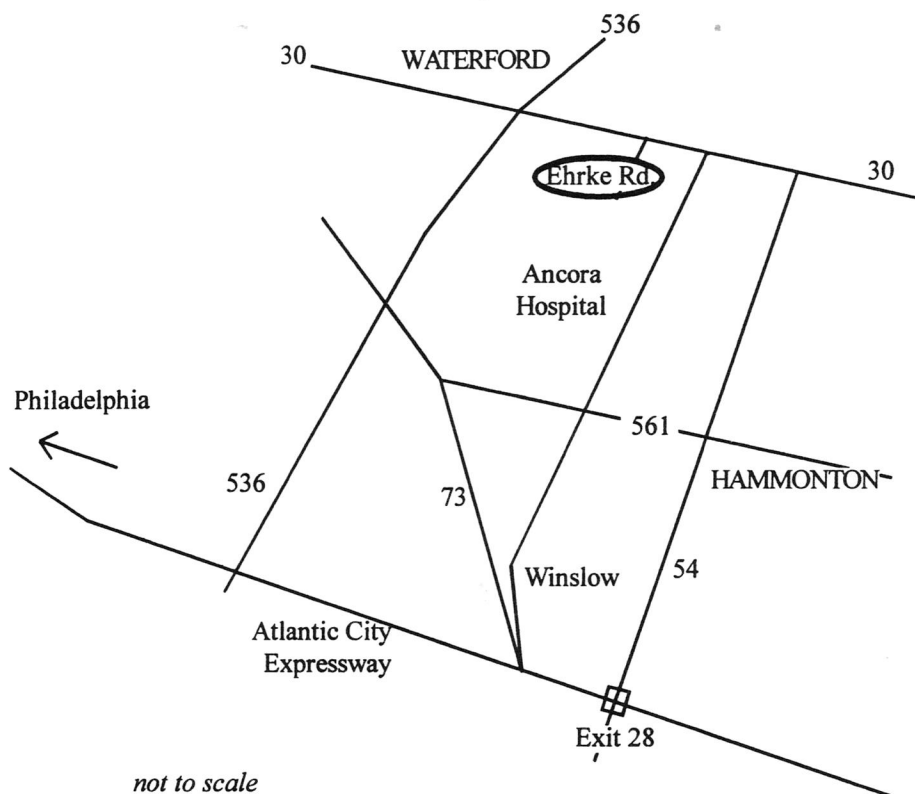 536
30
WATERFORD
Ehrke Rd.
30
Ancora
Hospital
Philadelphia
561
536
73
HAMMONTON
Winslow
54
Atlantic City
Expressway
Exit 28
not to scale